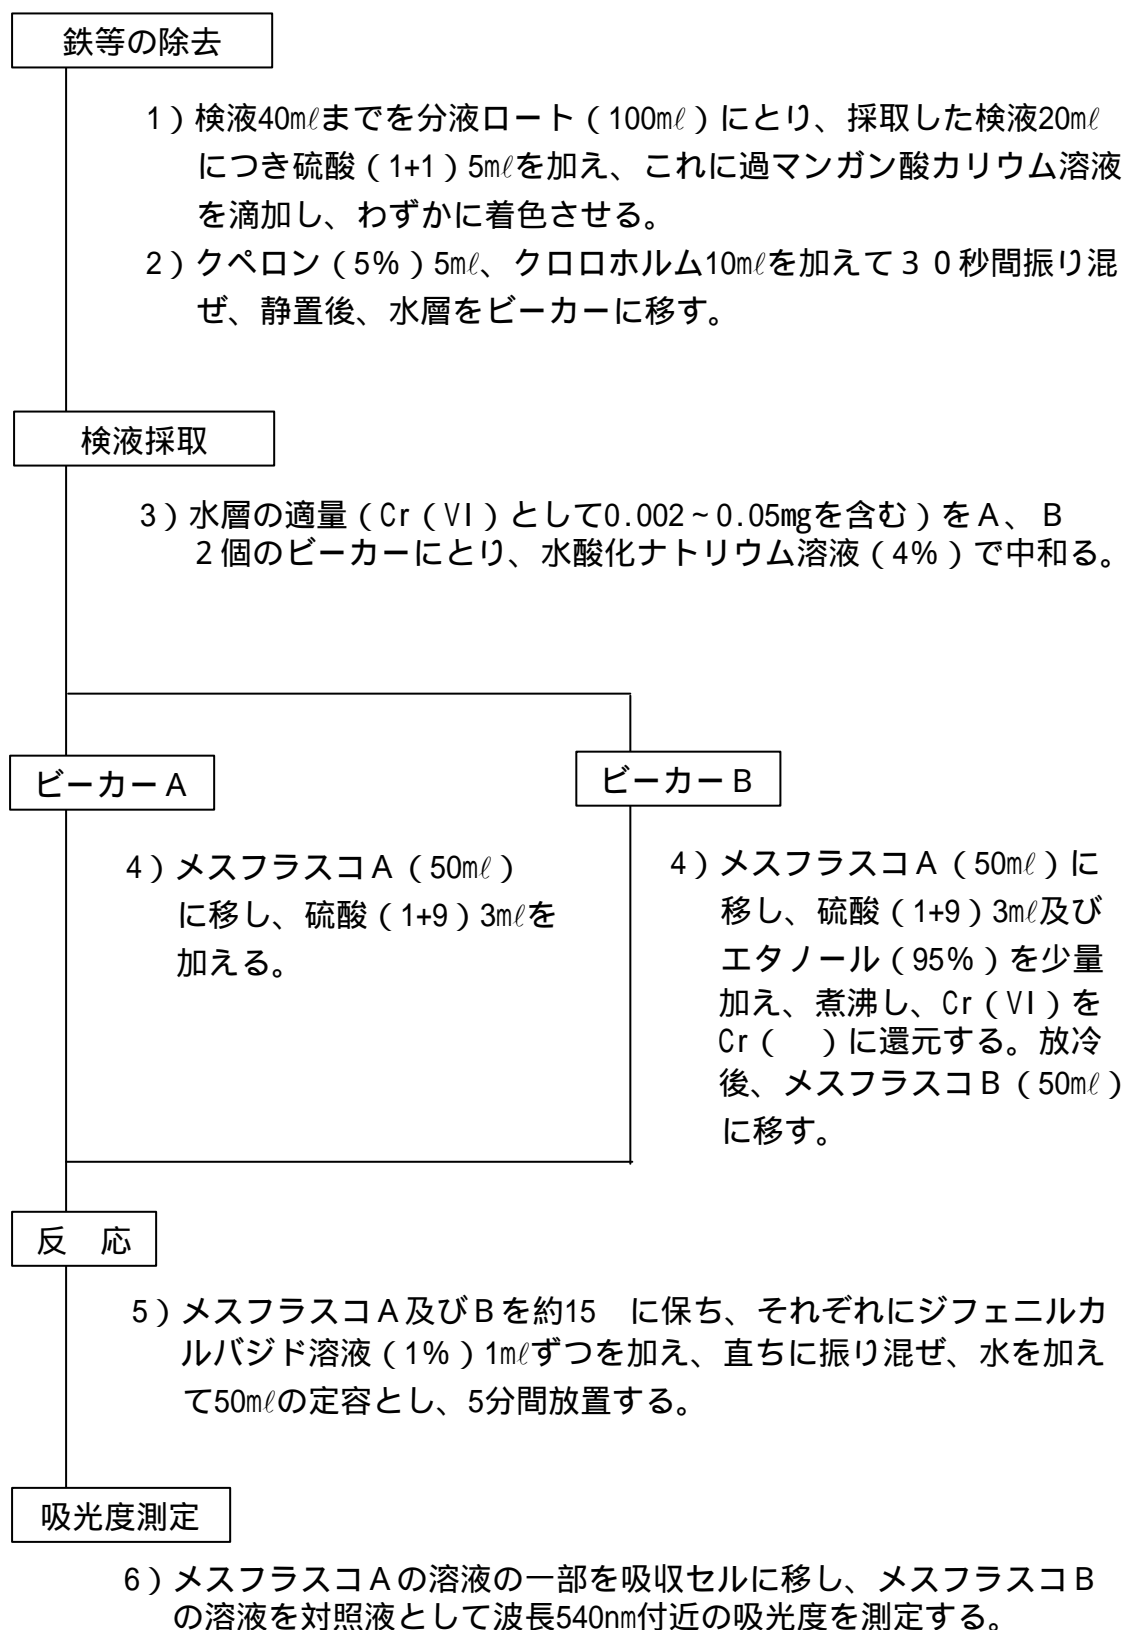 鉄等の除去
1）検液40㎖までを分液ロート（100㎖）にとり、採取した検液20㎖
につき硫酸（1+1）5㎖を加え、これに過マンガン酸カリウム溶液
を滴加し、わずかに着色させる。
2）クペロン（5％）5㎖、クロロホルム10㎖を加えて３０秒間振り混
ぜ、静置後、水層をビーカーに移す。
検液採取
3）水層の適量（Cr（VI）として0.002~0.05㎎を含む）をＡ、Ｂ
２個のビーカーにとり、水酸化ナトリウム溶液（4％）で中和る。
ビーカーＡ
4）メスフラスコＡ（50㎖）
に移し、硫酸（1+9）3㎖を
加える。
ビーカーＢ
4）メスフラスコＡ（50㎖）に
移し、硫酸（1+9）3㎖及び
エタノール（95％）を少量
加え、煮沸し、Cr（VI）を
Cr（　）に還元する。放冷
後、メスフラスコＢ（50㎖）
に移す。
反　応
5）メスフラスコＡ及びＢを約15　に保ち、それぞれにジフェニルカ
ルバジド溶液（1％）1㎖ずつを加え、直ちに振り混ぜ、水を加え
て50㎖の定容とし、5分間放置する。
吸光度測定
6）メスフラスコＡの溶液の一部を吸収セルに移し、メスフラスコＢ
の溶液を対照液として波長540nm付近の吸光度を測定する。